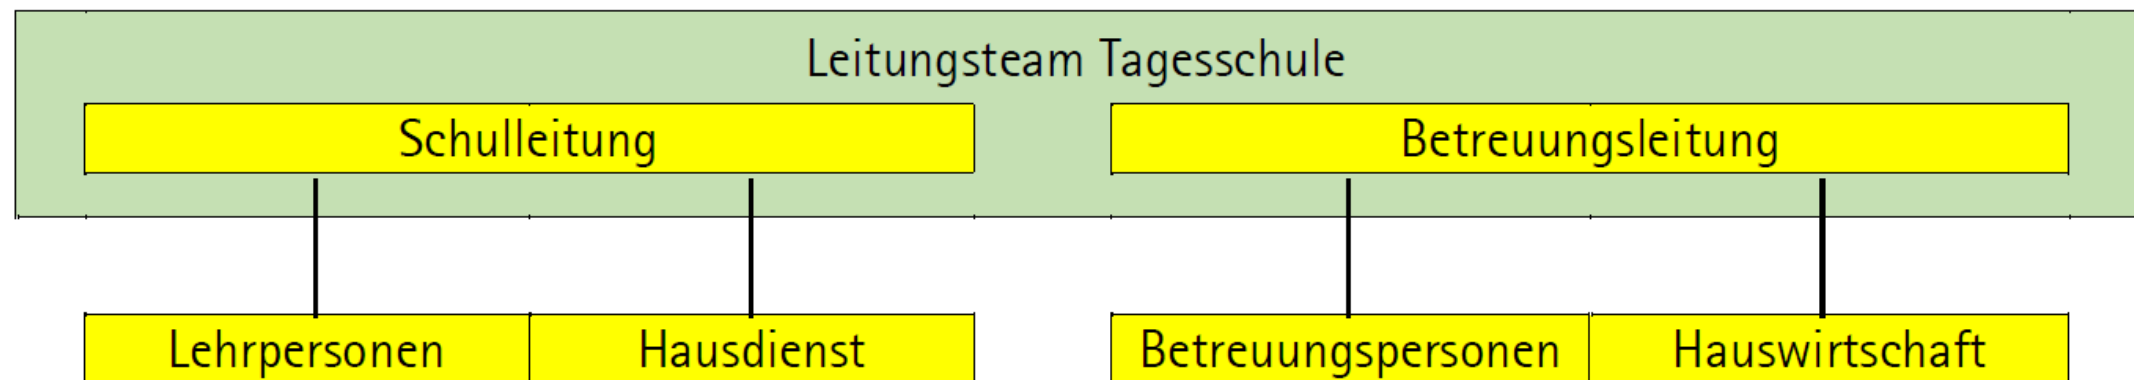 Leitungsteam Tagesschule
Schulleitung
Betreuungsleitung
Lehrpersonen
Hausdienst
Betreuungspersonen
Hauswirtschaft